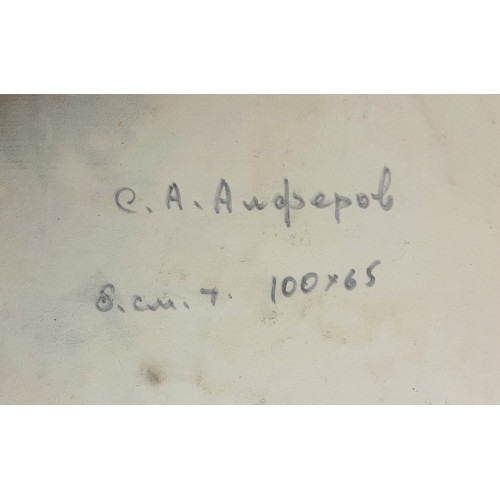 С. А. Алферов
в. см. т. 100×65